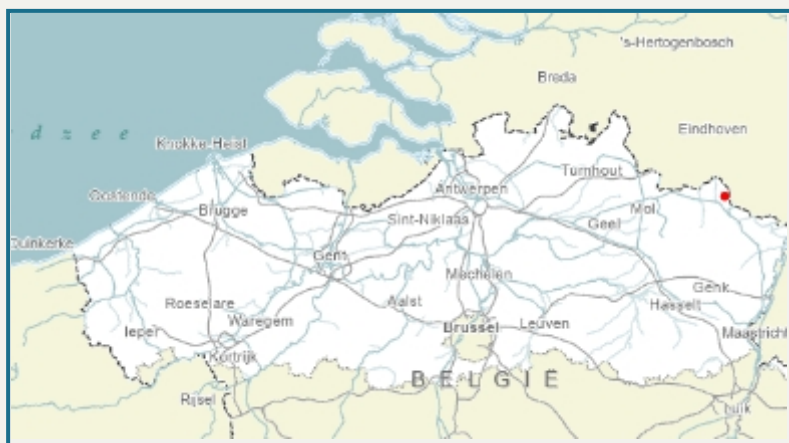 's-Hertogenbosch
Breda
d z e e
Eindhoven
Knokke-Heist
Turnhout
Antwerpen
Oostende
Brugge
Sint-Niklaas
Geel
Mol
Duinkerke
Gent
Mechelen
Genk
Roeselare
Aalst
Hasselt
Ieper
Waregem
Brussel
Leuven
Maastricht
Kortrijk
BELGIË
Rijsel
Luik